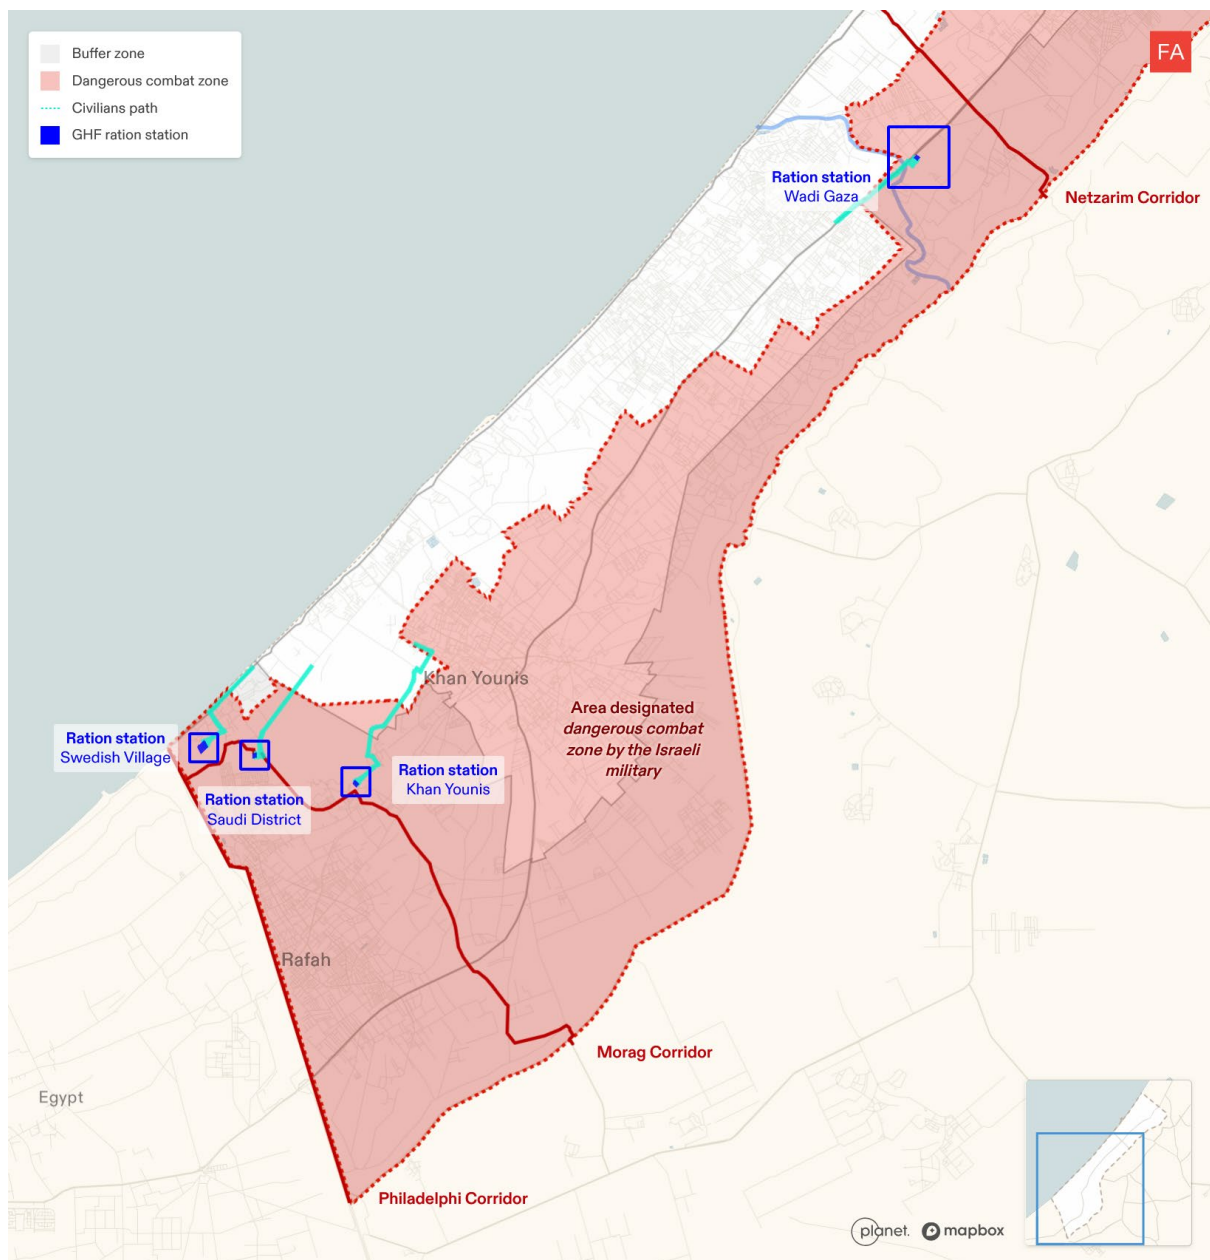 Buffer zone
Dangerous combat zone
Civilians path
GHF ration station
FA
Ration station
Wadi Gaza
Netzarim Corridor
Khan Younis
Area designated
dangerous combat
zone by the Israeli
military
Ration station
Swedish Village
Ration station
Khan Younis
Ration station
Saudi District
Rafah
Morag Corridor
Egypt
Philadelphi Corridor
planet.
mapbox